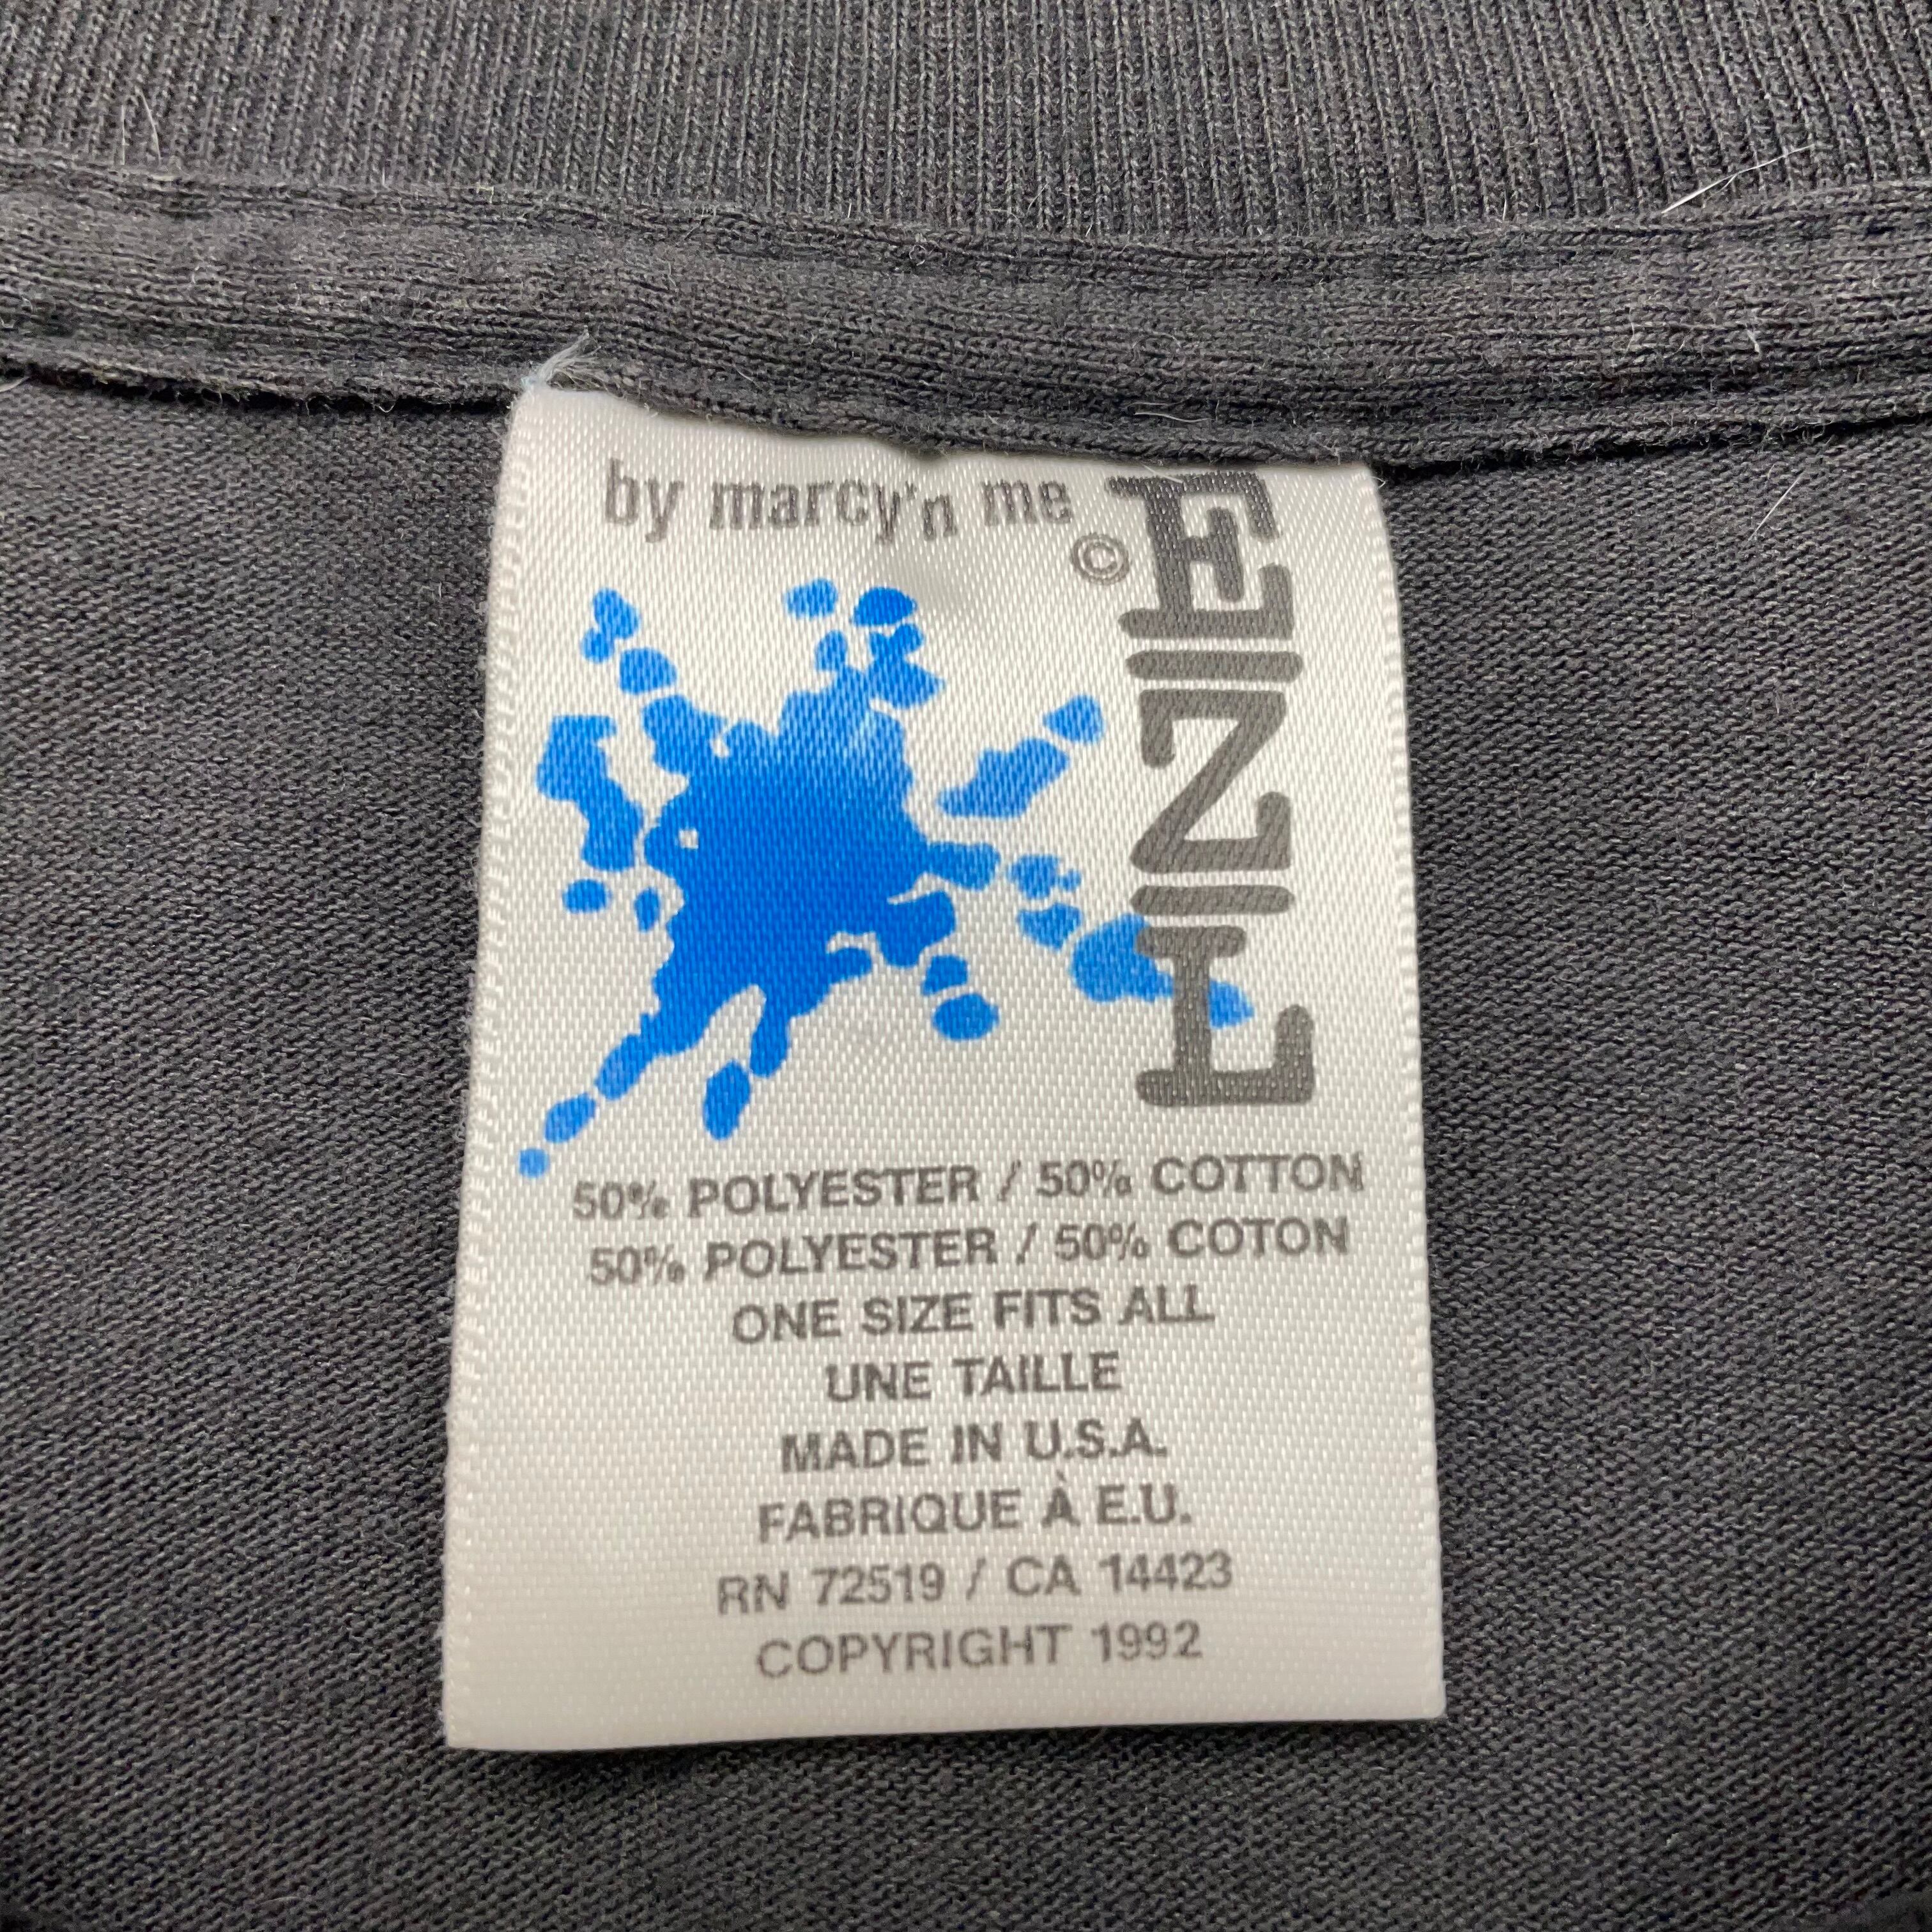 by marcy'n me
©
E
Z
L
50% POLYESTER / 50% COTTON
50% POLYESTER / 50% COTON
ONE SIZE FITS ALL
UNE TAILLE
MADE IN U.S.A.
FABRIQUE À E.U.
RN 72519 / CA 14423
COPYRIGHT 1992